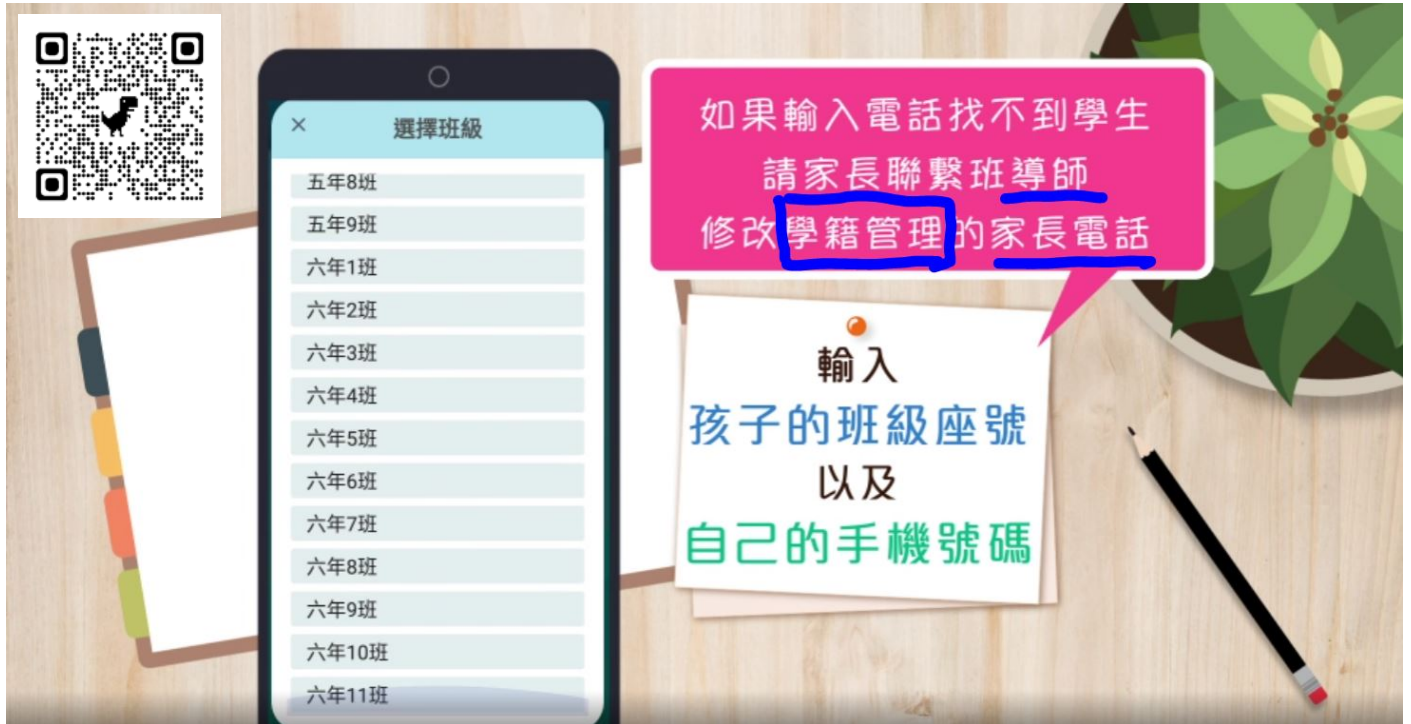 ×
選擇班級
五年8班
五年9班
六年1班
六年2班
六年3班
六年4班
六年5班
六年6班
六年7班
六年8班
六年9班
六年10班
六年11班
如果輸入電話找不到學生
請家長聯繫班導師
修改學籍管理的家長電話
輸入
孩子的班級座號
以及
自己的手機號碼